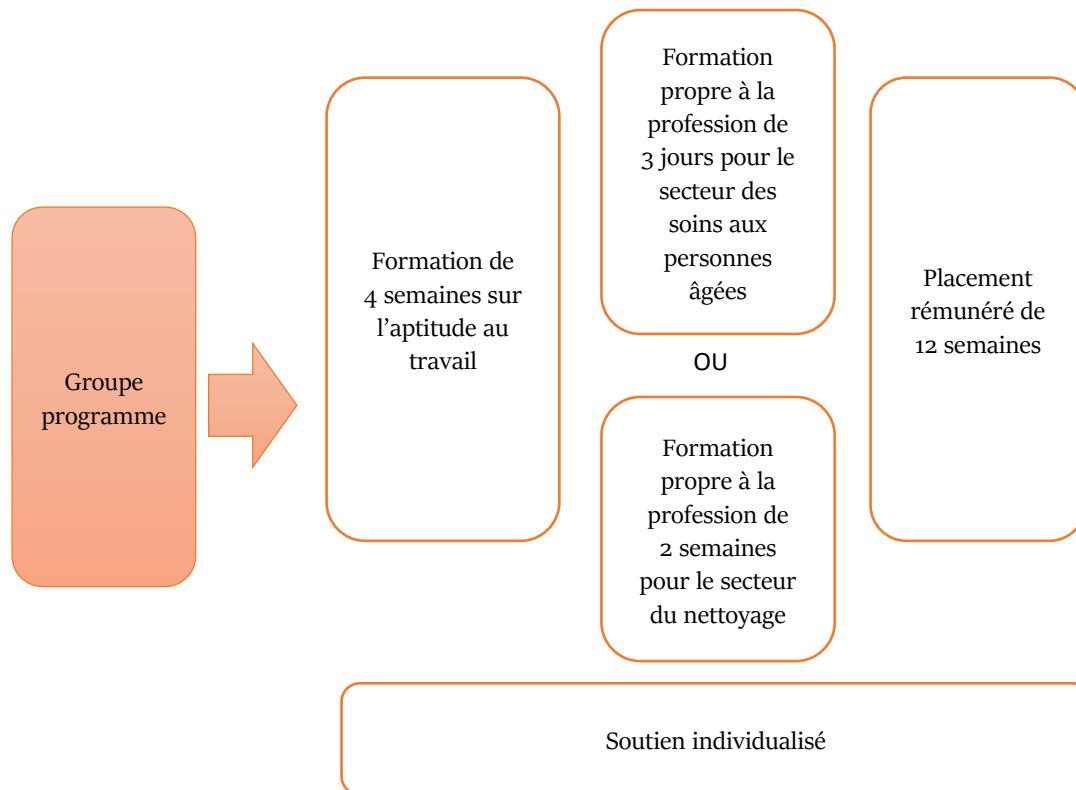 Groupe
programme
Formation de
4 semaines sur
l’aptitude au
travail
Formation
propre à la
profession de
3 jours pour le
secteur des
soins aux
personnes
âgées
OU
Formation
propre à la
profession de
2 semaines
pour le secteur
du nettoyage
Placement
rémunéré de
12 semaines
Soutien individualisé